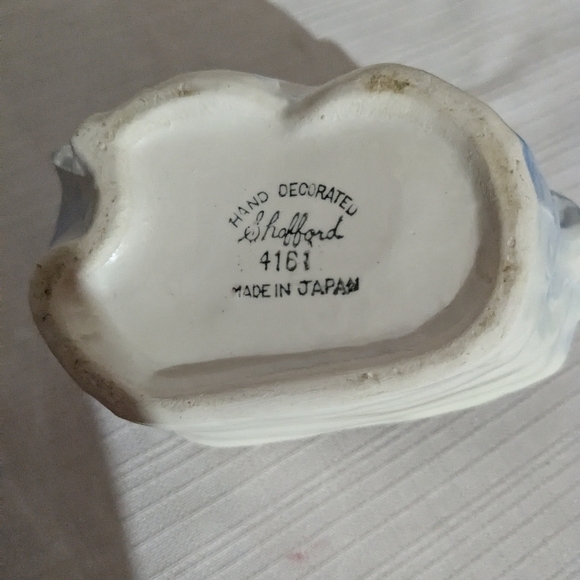 HAND DECORATED
Shafford
4161
MADE IN JAPAN